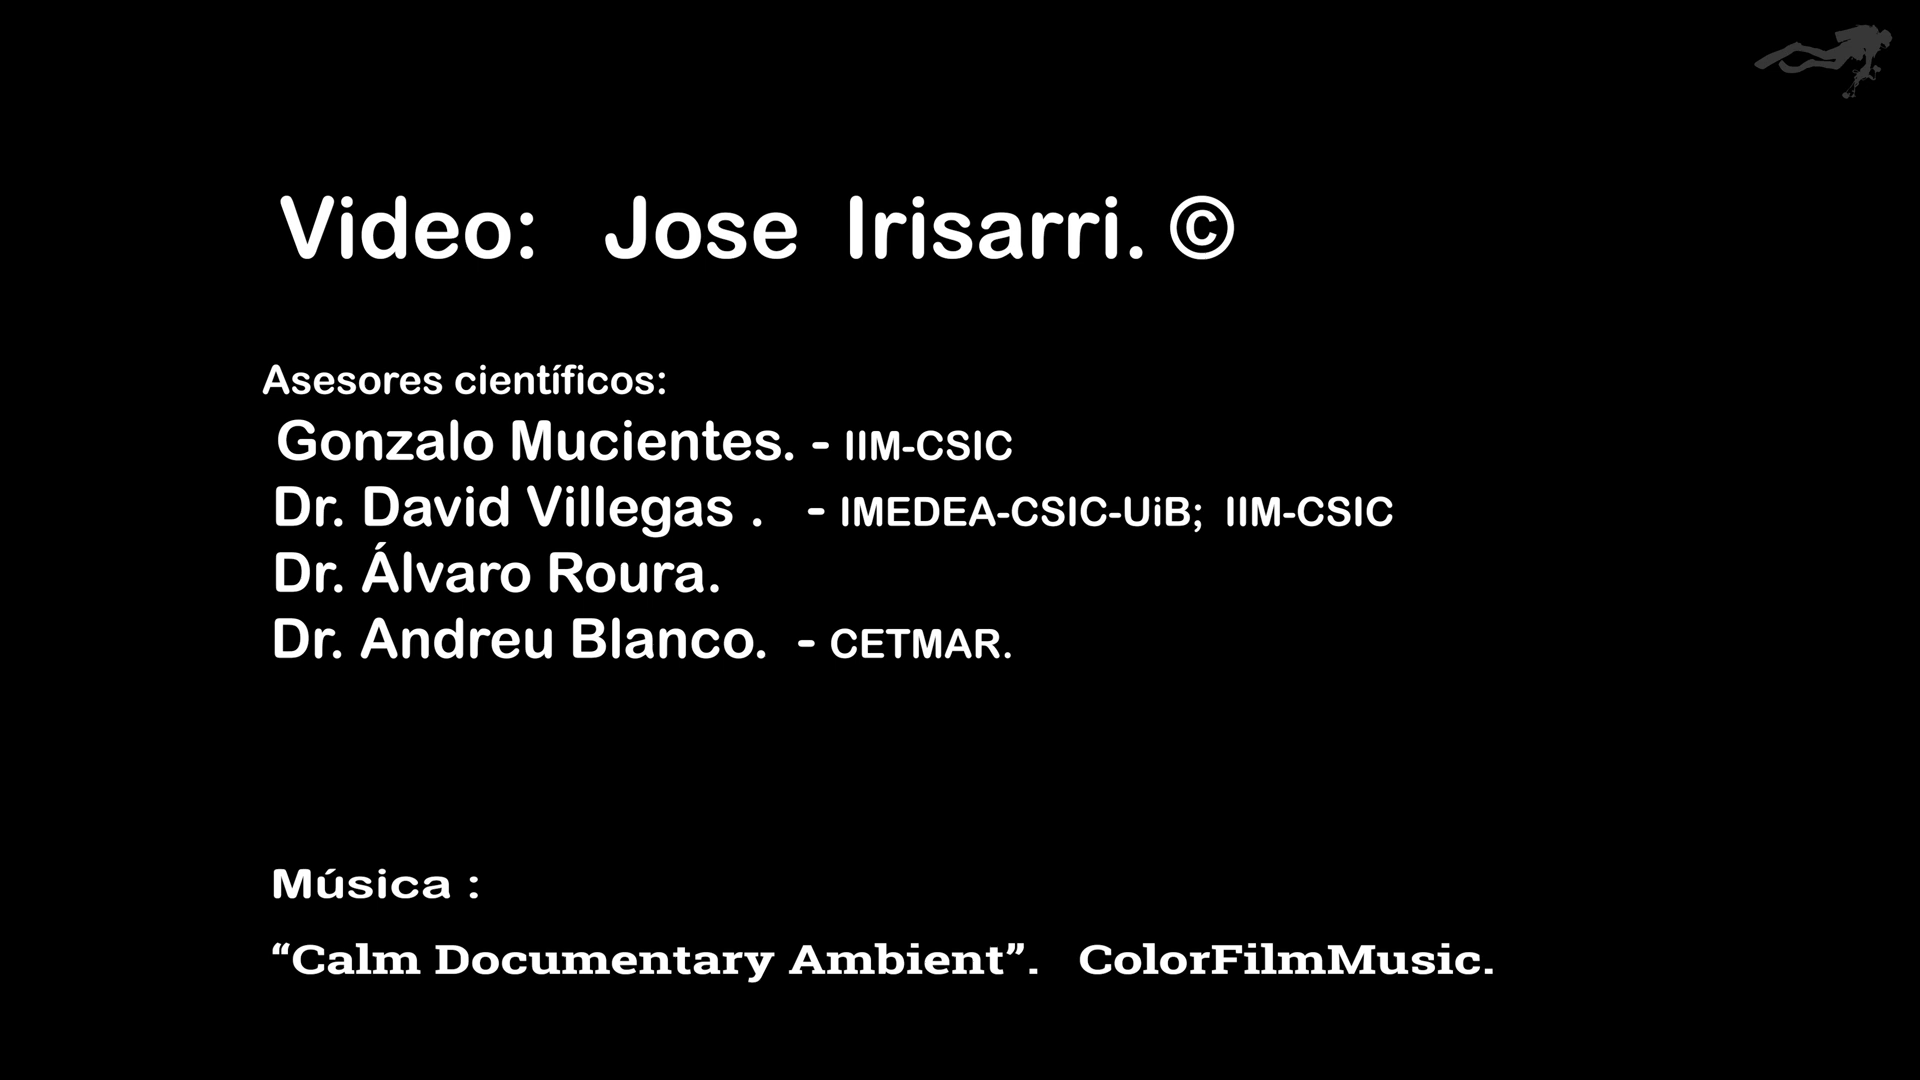 Video: Jose Irisarri. ©
Asesores científicos:
Gonzalo Mucientes. - IIM-CSIC
Dr. David Villegas . - IMEDEA-CSIC-UiB; IIM-CSIC
Dr. Álvaro Roura.
Dr. Andreu Blanco. - CETMAR.
Música :
“Calm Documentary Ambient”. ColorFilmMusic.